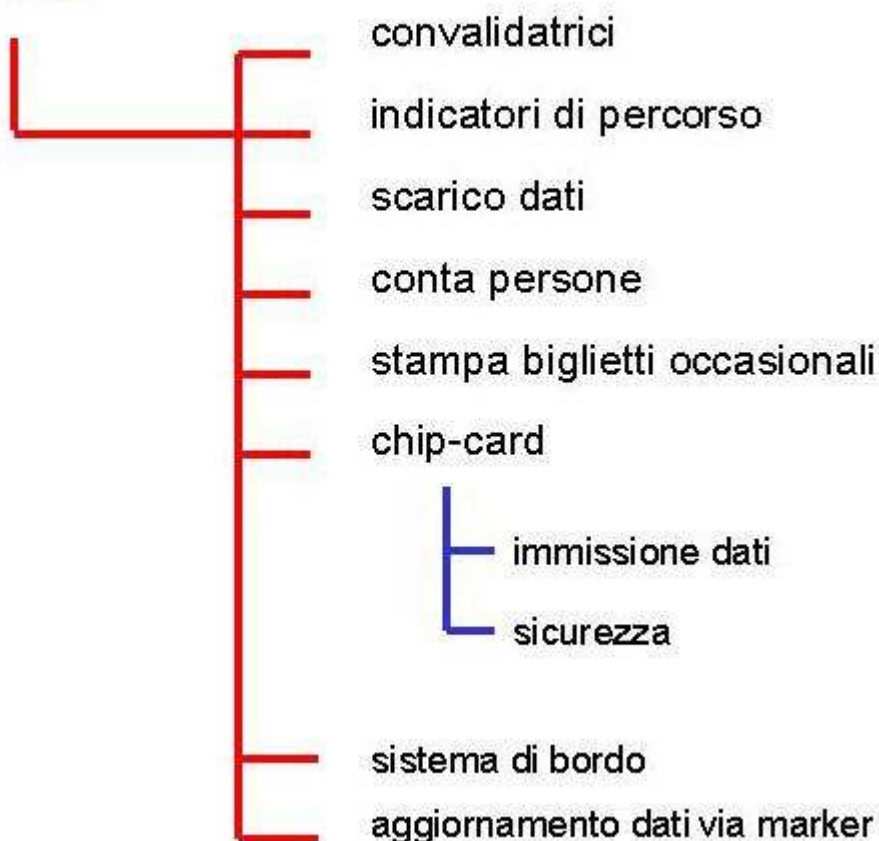 convalidatrici
indicatori di percorso
scarico dati
conta persone
stampa biglietti occasionali
chip-card
immissione dati
sicurezza
sistema di bordo
aggiornamento dati via marker